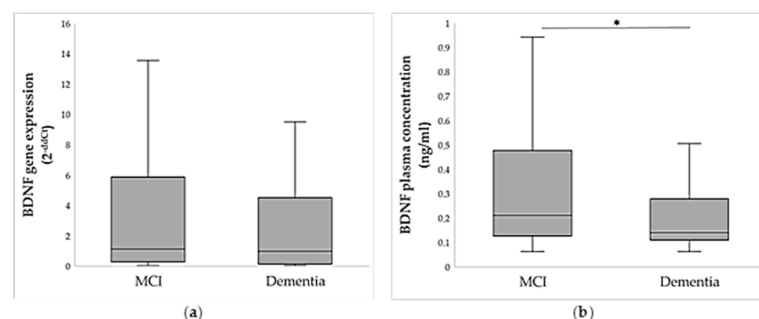 16
14
12
10
8
6
4
2
0
BDNF gene expression
(2-ddCt)
MCI
Dementia
(a)
1
0,9
0,8
0,7
0,6
0,5
0,4
0,3
0,2
0,1
0
BDNF plasma concentration
(ng/ml)
*
MCI
Dementia
(b)